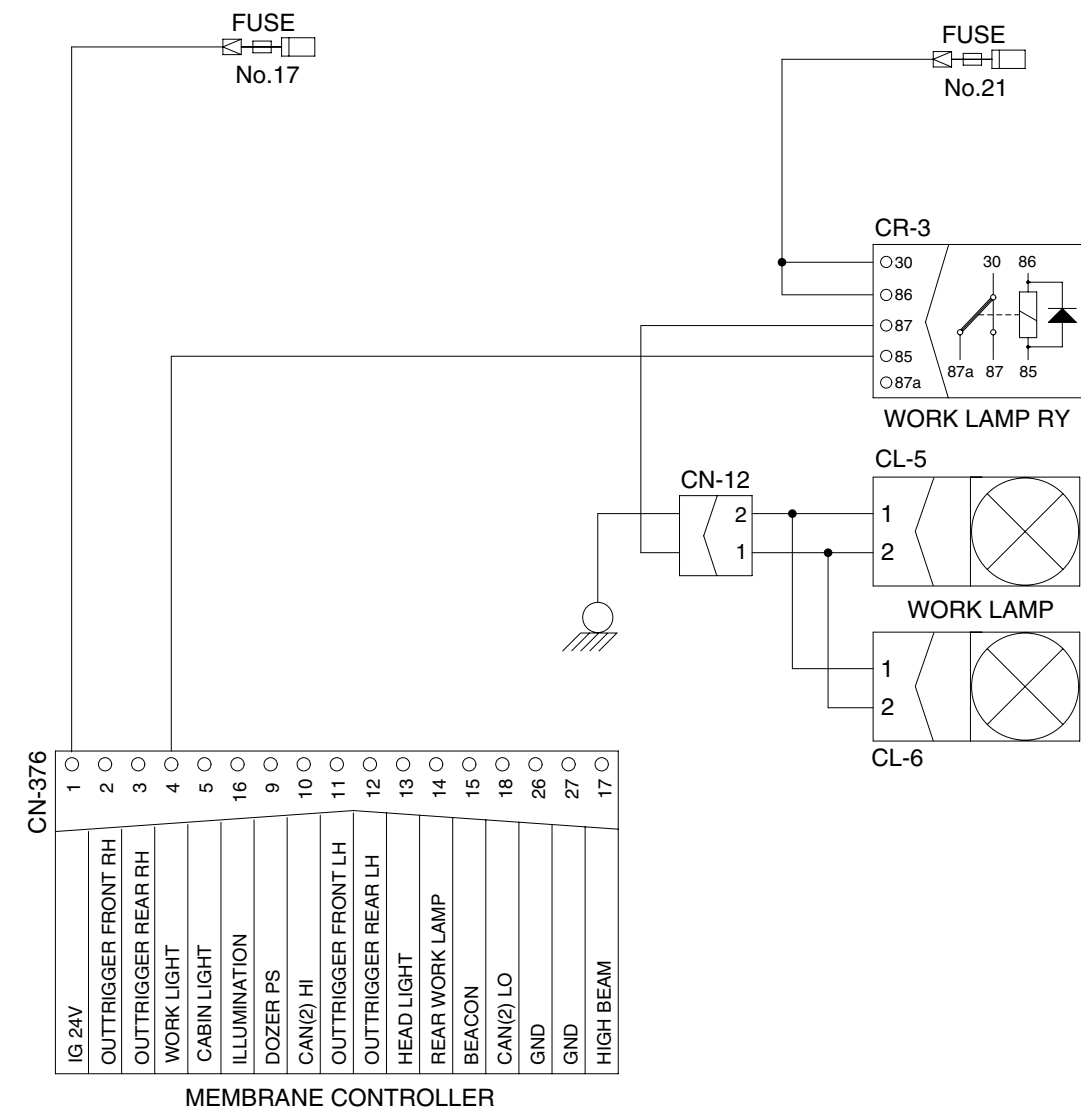 FUSE
No.17
FUSE
No.21
CR-3
30
86
87
85
87a
30 86
87a 87 85
WORK LAMP RY
CL-5
1
2
CN-12
2
1
WORK LAMP
1
2
CL-6
CN-376
1 2 3 4 5 16 9 10 11 12 13 14 15 18 26 27 17
IG 24V
OUTTRIGGER FRONT RH
OUTTRIGGER REAR RH
WORK LIGHT
CABIN LIGHT
ILLUMINATION
DOZER PS
CAN(2) HI
OUTTRIGGER FRONT LH
OUTTRIGGER REAR LH
HEAD LIGHT
REAR WORK LAMP
BEACON
CAN(2) LO
GND
GND
HIGH BEAM
MEMBRANE CONTROLLER